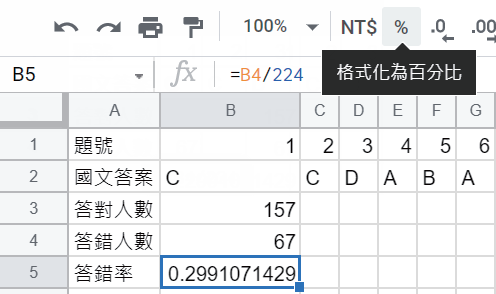 100% NT$ % .0 .00
格式化為百分比
B5 fx =B4/224
A B C D E F G
1 題號 1 2 3 4 5 6
2 國文答案 C C D A B A
3 答對人數 157
4 答錯人數 67
5 答錯率 0.2991071429